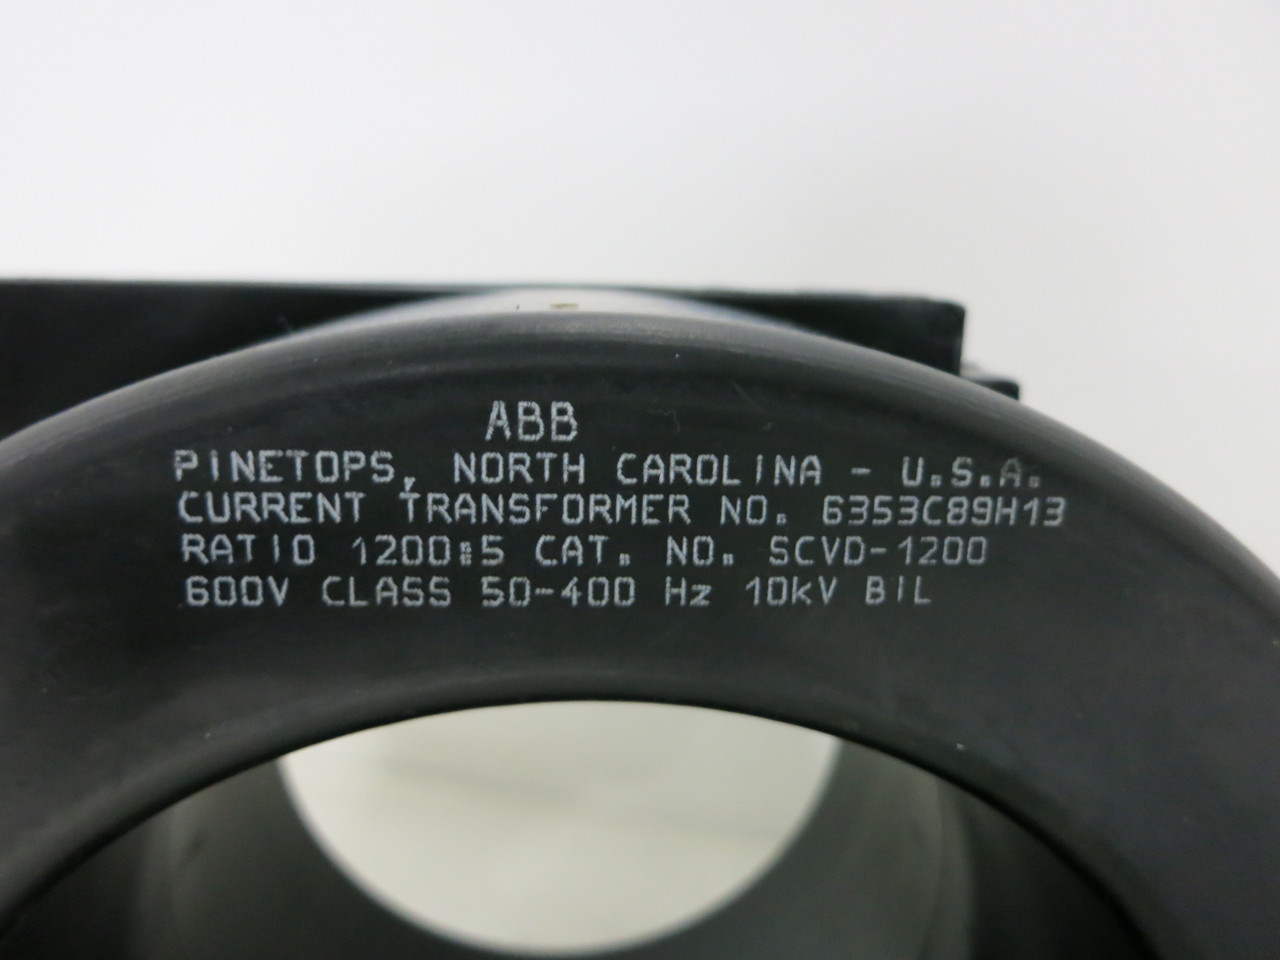 ABB
PINETOPS, NORTH CAROLINA - U.S.A.
CURRENT TRANSFORMER NO. 6353C89H13
RATIO 1200:5 CAT. NO. SCVD-1200
600V CLASS 50-400 Hz 10kV BIL